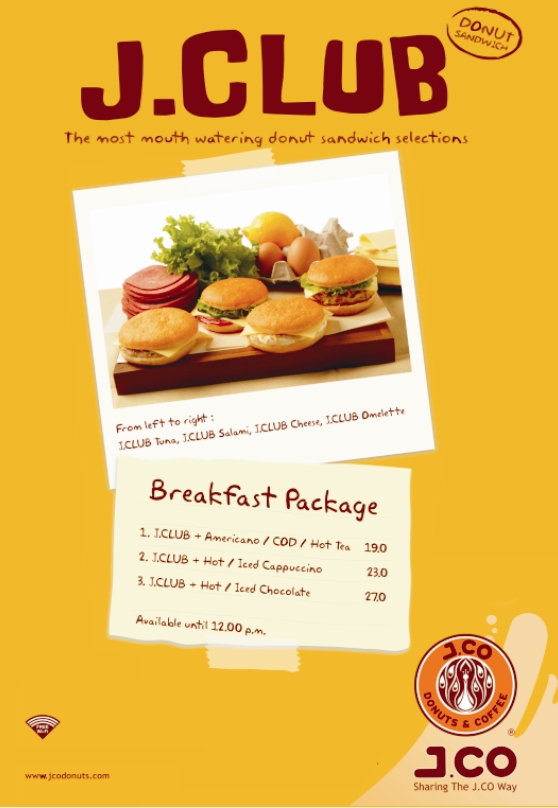 DONUT
SANDWICH
J.CLUB
The most mouth watering donut sandwich selections
From left to right :
J.CLUB Tuna, J.CLUB Salami, J.CLUB Cheese, J.CLUB Omelette
Breakfast Package
1. J.CLUB + Americano / COD / Hot Tea 19.0
2. J.CLUB + Hot / Iced Cappuccino 23.0
3. J.CLUB + Hot / Iced Chocolate 27.0
Available until 12.00 p.m.
J.CO
DONUTS & COFFEE
®
FREE
Wi-Fi
J.CO
www.jcodonuts.com
Sharing The J.CO Way